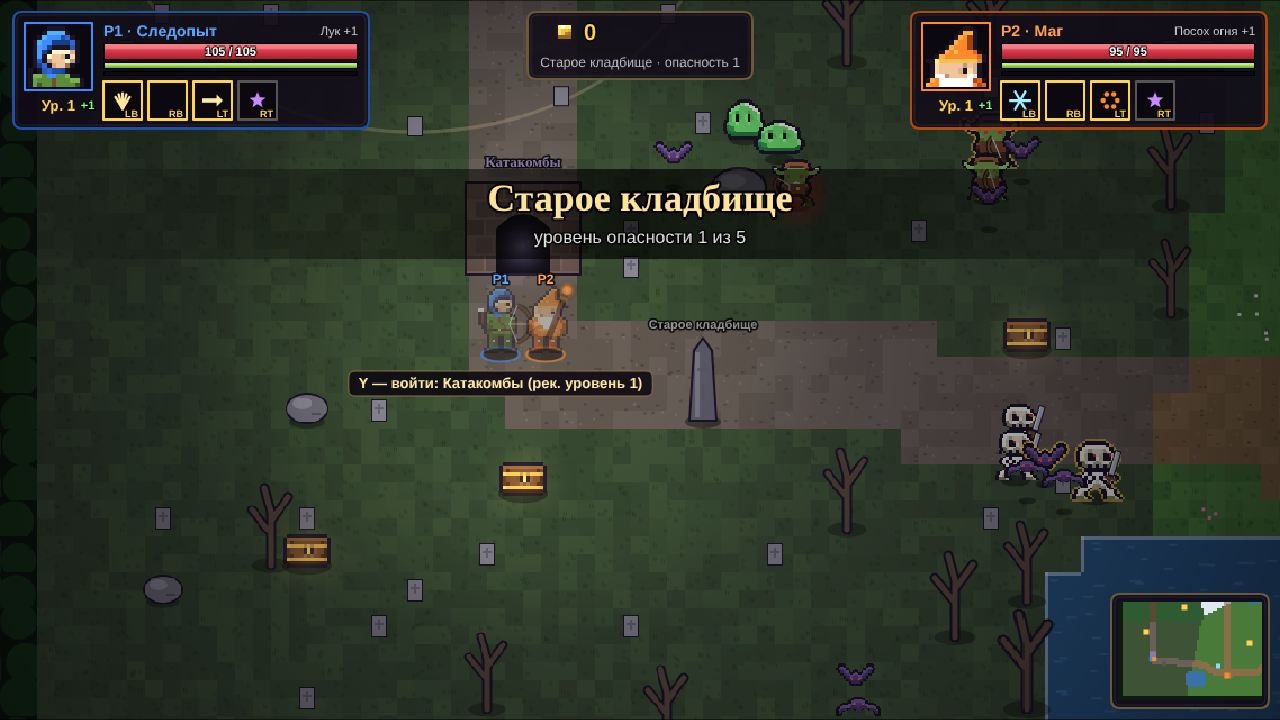 P1 · Следопыт
Лук +1
105 / 105
Ур. 1 +1
LB
RB
LT
RT
0
Старое кладбище · опасность 1
P2 · Маг
Посох огня +1
95 / 95
Ур. 1 +1
LB
RB
LT
RT
Катакомбы
Старое кладбище
уровень опасности 1 из 5
P1
P2
Старое кладбище
Y — войти: Катакомбы (рек. уровень 1)